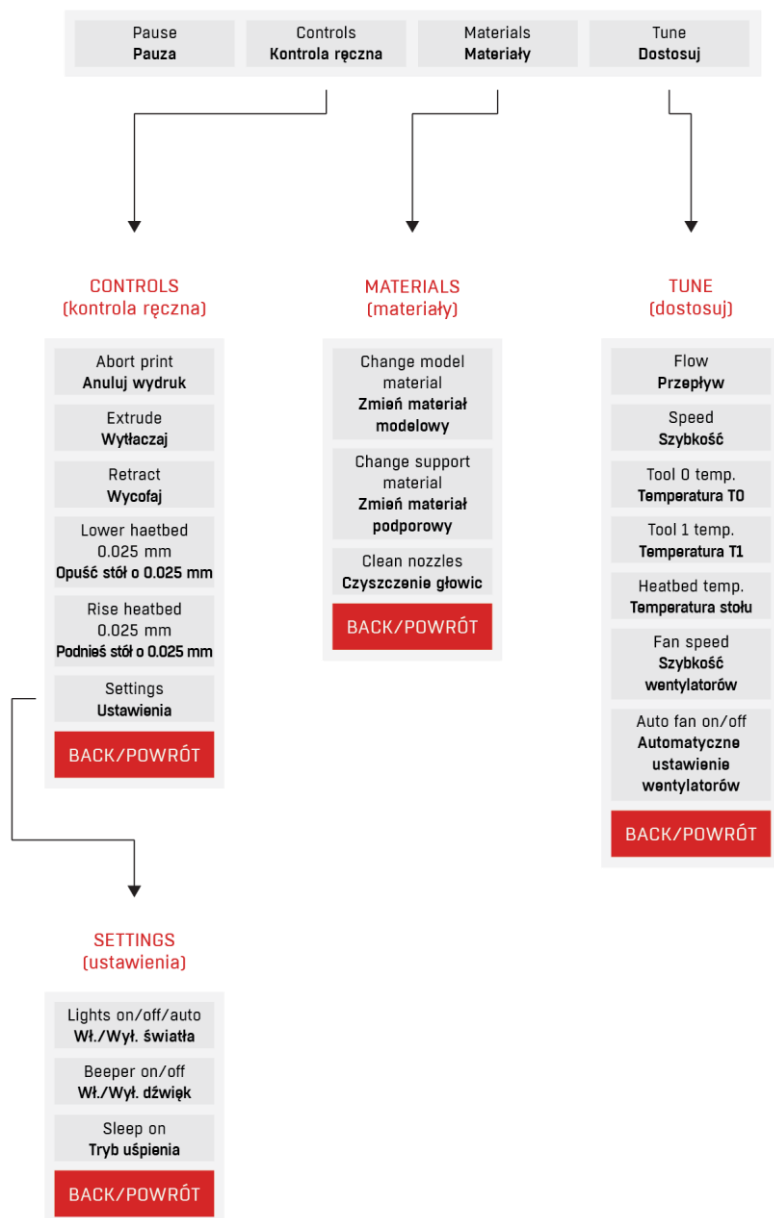 Pause
Pauza
Controls
Kontrola ręczna
Materials
Materiały
Tune
Dostosuj
CONTROLS
(kontrola ręczna)
Abort print
Anuluj wydruk
Extrude
Wytłaczaj
Retract
Wycofaj
Lower haetbed
0.025 mm
Opuść stół o 0.025 mm
Rise heatbed
0.025 mm
Podnieś stół o 0.025 mm
Settings
Ustawienia
BACK/POWRÓT
MATERIALS
(materiały)
Change model
material
Zmień materiał
modelowy
Change support
material
Zmień materiał
podporowy
Clean nozzles
Czyszczenie głowic
BACK/POWRÓT
TUNE
(dostosuj)
Flow
Przepływ
Speed
Szybkość
Tool 0 temp.
Temperatura T0
Tool 1 temp.
Temperatura T1
Heatbed temp.
Temperatura stołu
Fan speed
Szybkość
wentylatorów
Auto fan on/off
Automatyczne
ustawienie
wentylatorów
BACK/POWRÓT
SETTINGS
(ustawienia)
Lights on/off/auto
Wł./Wył. światła
Beeper on/off
Wł./Wył. dźwięk
Sleep on
Tryb uśpienia
BACK/POWRÓT